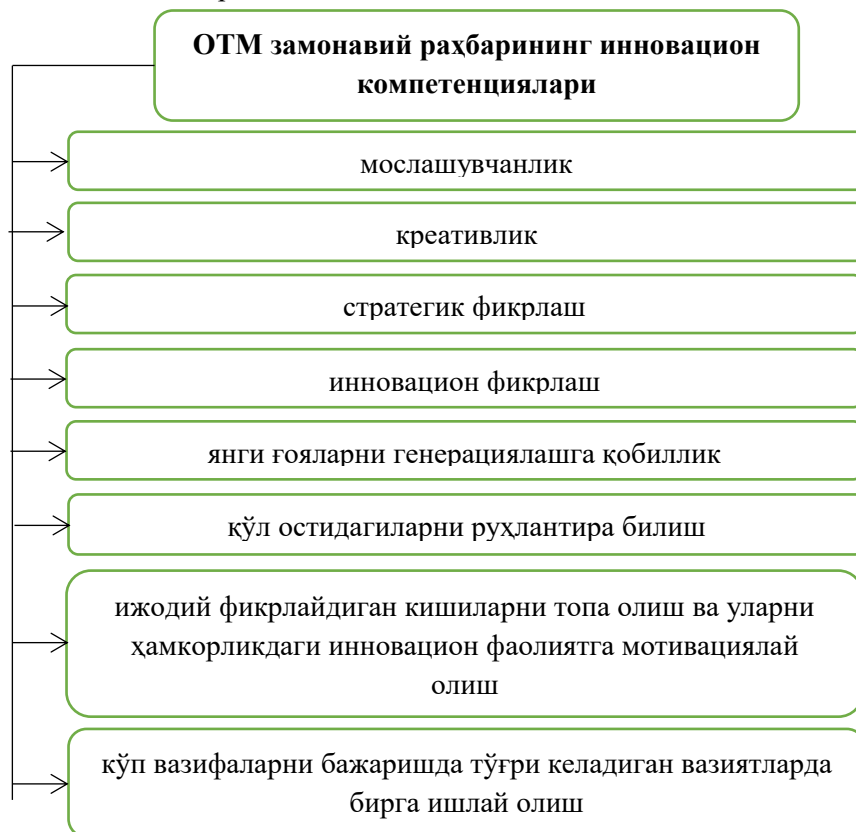 ОТМ замонавий раҳбарининг инновацион
компетенциялари
мослашувчанлик
креативлик
стратегик фикрлаш
инновацион фикрлаш
янги ғояларни генерациялашга қобиллик
қўл остидагиларни руҳлантира билиш
ижодий фикрлайдиган кишиларни топа олиш ва уларни
ҳамкорликдаги инновацион фаолиятга мотивациялай
олиш
кўп вазифаларни бажаришда тўғри келадиган вазиятларда
бирга ишлай олиш